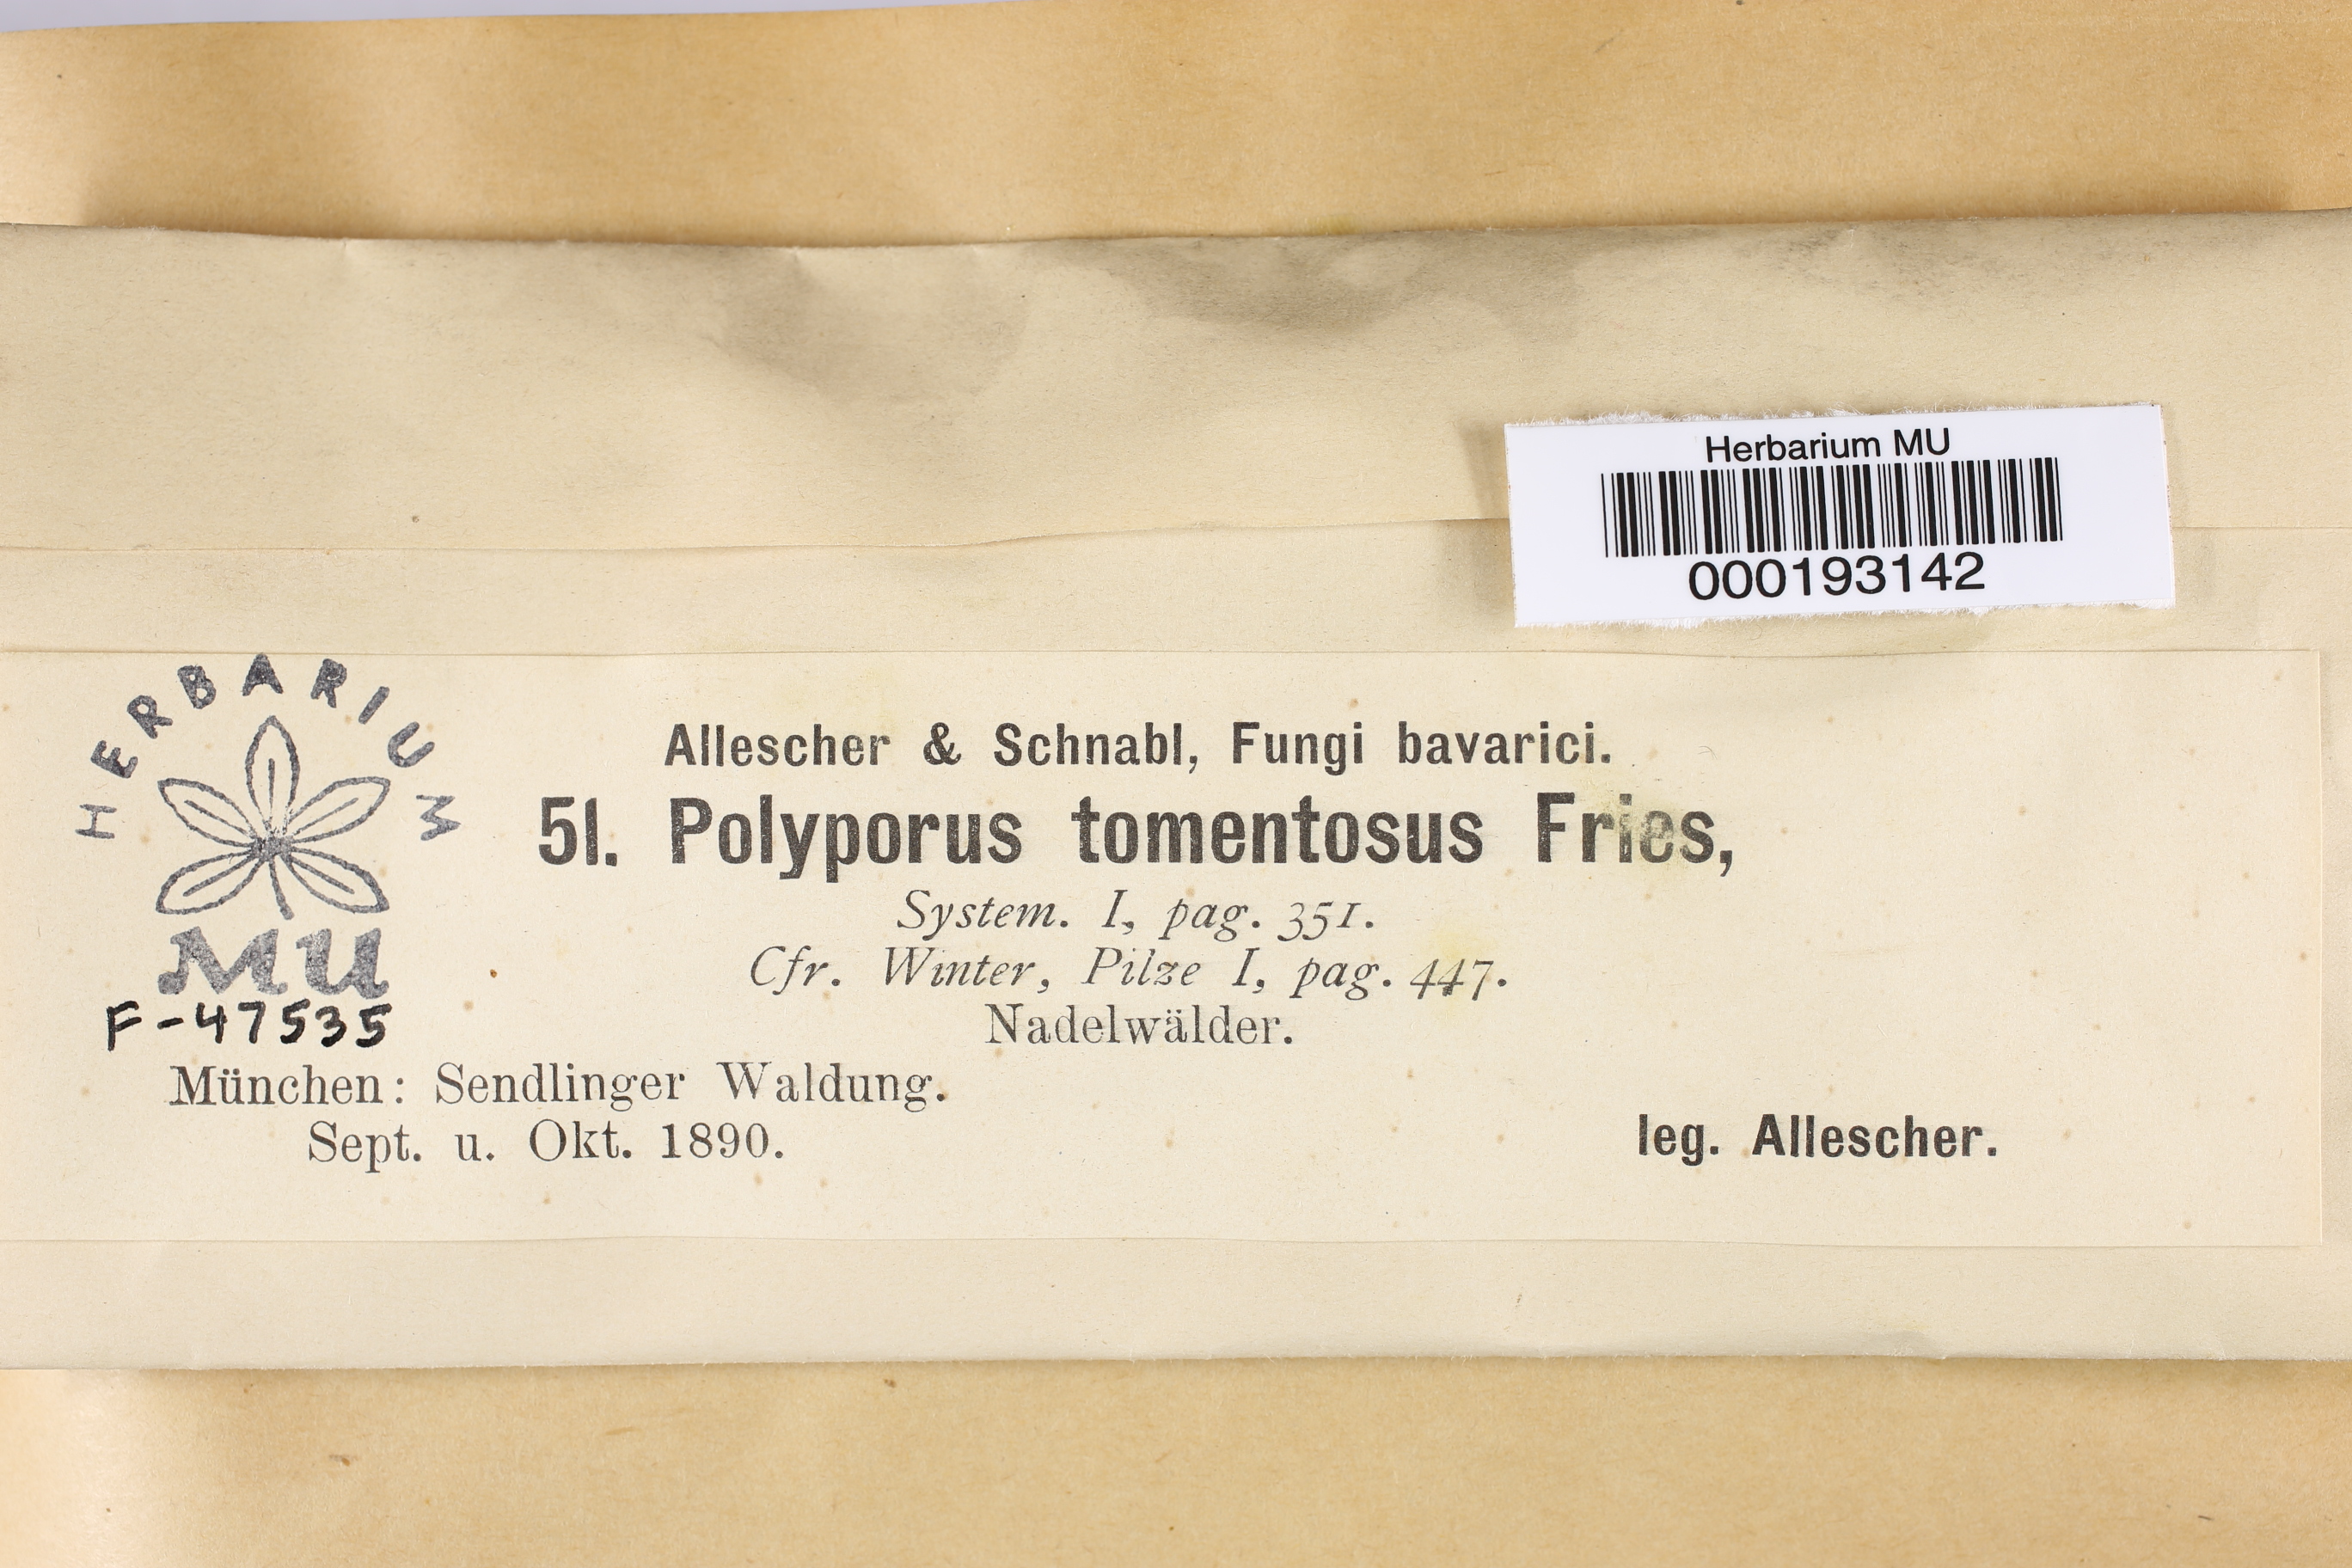 Herbarium MU
000193142
HERBARIUM
MU
F-47535
Allescher & Schnabl, Fungi bavarici.
51. Polyporus tomentosus Fries,
System. I, pag. 351.
Cfr. Winter, Pilze I, pag. 447.
Nadelwälder.
München: Sendlinger Waldung.
Sept. u. Okt. 1890.
leg. Allescher.